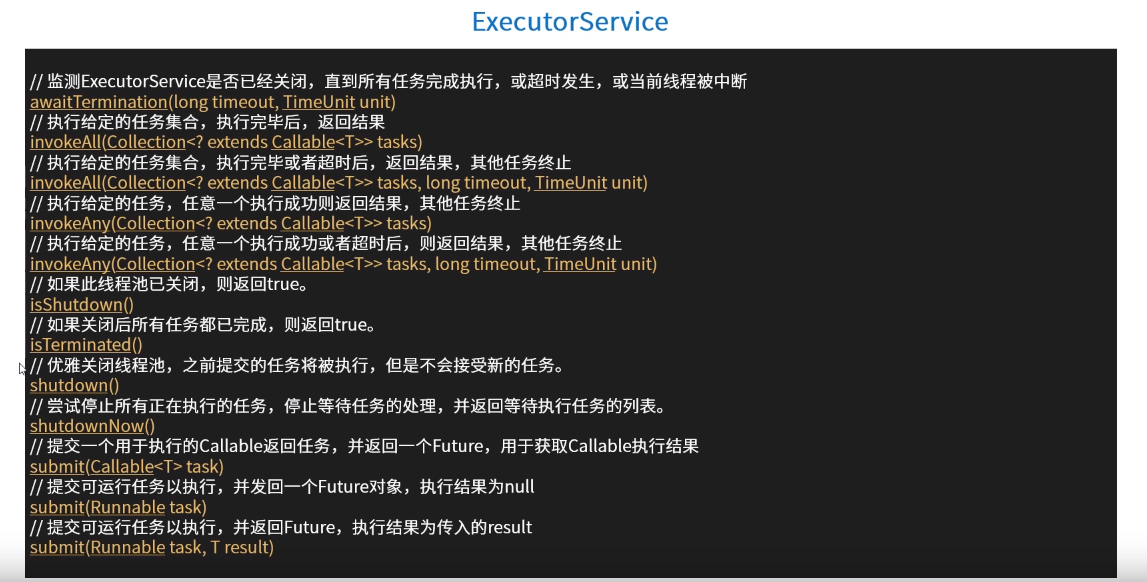 ExecutorService
// 监测ExecutorService是否已经关闭，直到所有任务完成执行，或超时发生，或当前线程被中断
awaitTermination(long timeout, TimeUnit unit)
// 执行给定的任务集合，执行完毕后，返回结果
invokeAll(Collection<? extends Callable<T>> tasks)
// 执行给定的任务集合，执行完毕或者超时后，返回结果，其他任务终止
invokeAll(Collection<? extends Callable<T>> tasks, long timeout, TimeUnit unit)
// 执行给定的任务，任意一个执行成功则返回结果，其他任务终止
invokeAny(Collection<? extends Callable<T>> tasks)
// 执行给定的任务，任意一个执行成功或者超时后，则返回结果，其他任务终止
invokeAny(Collection<? extends Callable<T>> tasks, long timeout, TimeUnit unit)
// 如果此线程池已关闭，则返回true。
isShutdown()
// 如果关闭后所有任务都已完成，则返回true。
isTerminated()
// 优雅关闭线程池，之前提交的任务将被执行，但是不会接受新的任务。
shutdown()
// 尝试停止所有正在执行的任务，停止等待任务的处理，并返回等待执行任务的列表。
shutdownNow()
// 提交一个用于执行的Callable返回任务，并返回一个Future，用于获取Callable执行结果
submit(Callable<T> task)
// 提交可运行任务以执行，并发回一个Future对象，执行结果为null
submit(Runnable task)
// 提交可运行任务以执行，并返回Future，执行结果为传入的result
submit(Runnable task, T result)